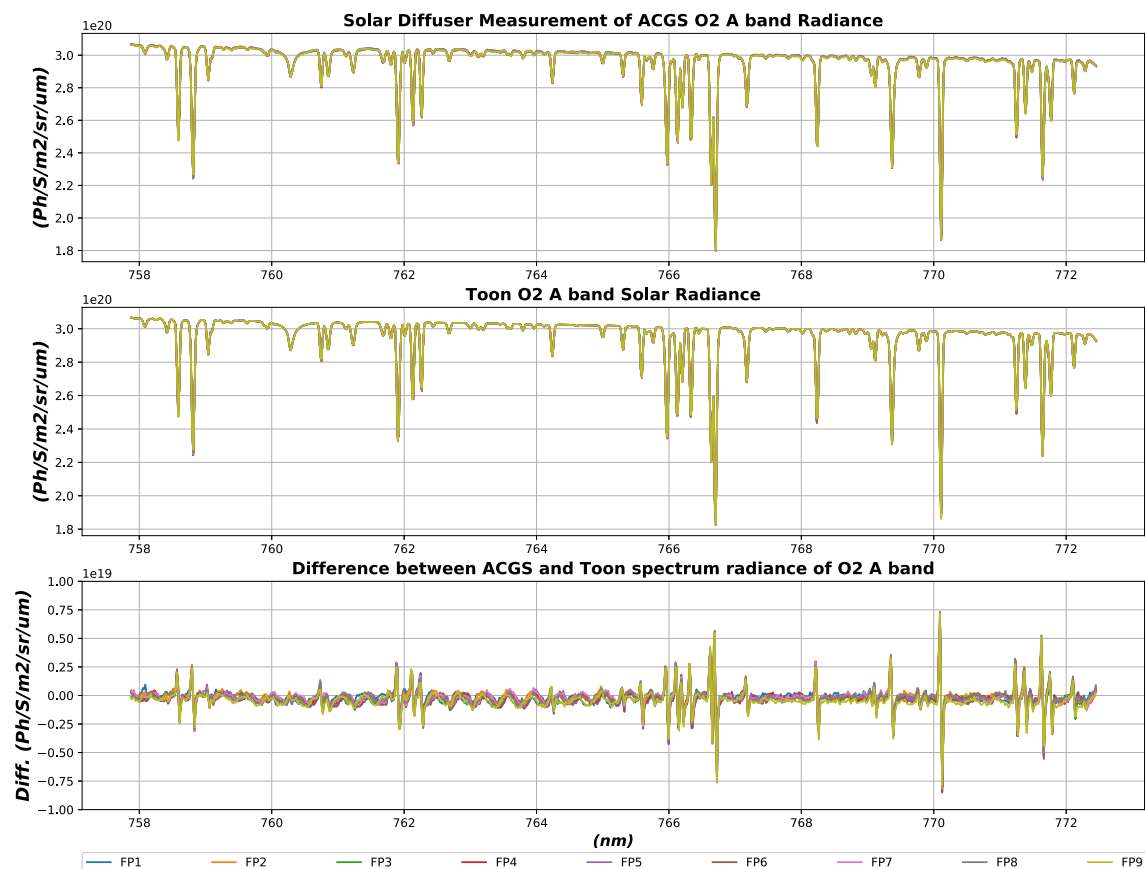 Solar Diffuser Measurement of ACGS O2 A band Radiance
1e20
(Ph/S/m2/sr/um)
3.0
2.8
2.6
2.4
2.2
2.0
1.8
758 760 762 764 766 768 770 772
Toon O2 A band Solar Radiance
1e20
(Ph/S/m2/sr/um)
3.0
2.8
2.6
2.4
2.2
2.0
1.8
758 760 762 764 766 768 770 772
Difference between ACGS and Toon spectrum radiance of O2 A band
1e19
Diff. (Ph/S/m2/sr/um)
1.00
0.75
0.50
0.25
0.00
−0.25
−0.50
−0.75
−1.00
758 760 762 764 766 768 770 772
(nm)
FP1 FP2 FP3 FP4 FP5 FP6 FP7 FP8 FP9